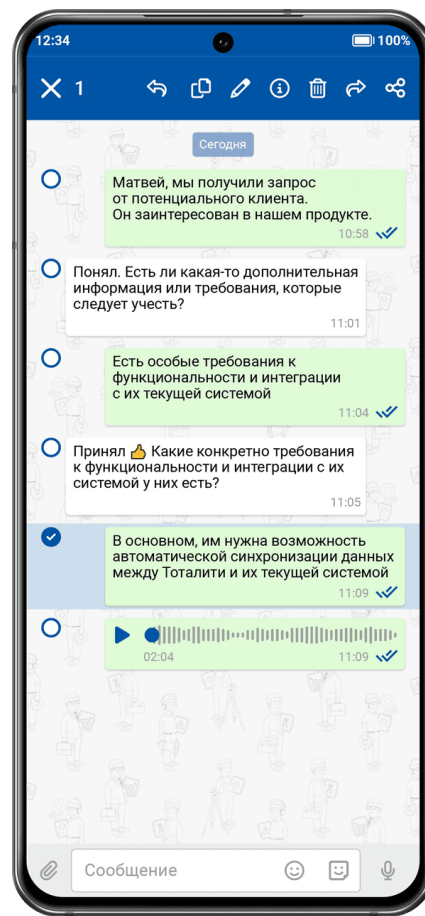 12:34
100%
1
Сегодня
Матвей, мы получили запрос
от потенциального клиента.
Он заинтересован в нашем продукте.
10:58
Понял. Есть ли какая-то дополнительная
информация или требования, которые
следует учесть?
11:01
Есть особые требования к
функциональности и интеграции
с их текущей системой
11:04
Принял 👍 Какие конкретно требования
к функциональности и интеграции с их
системой у них есть?
11:05
В основном, им нужна возможность
автоматической синхронизации данных
между Тоталити и их текущей системой
11:09
02:04
11:09
Сообщение